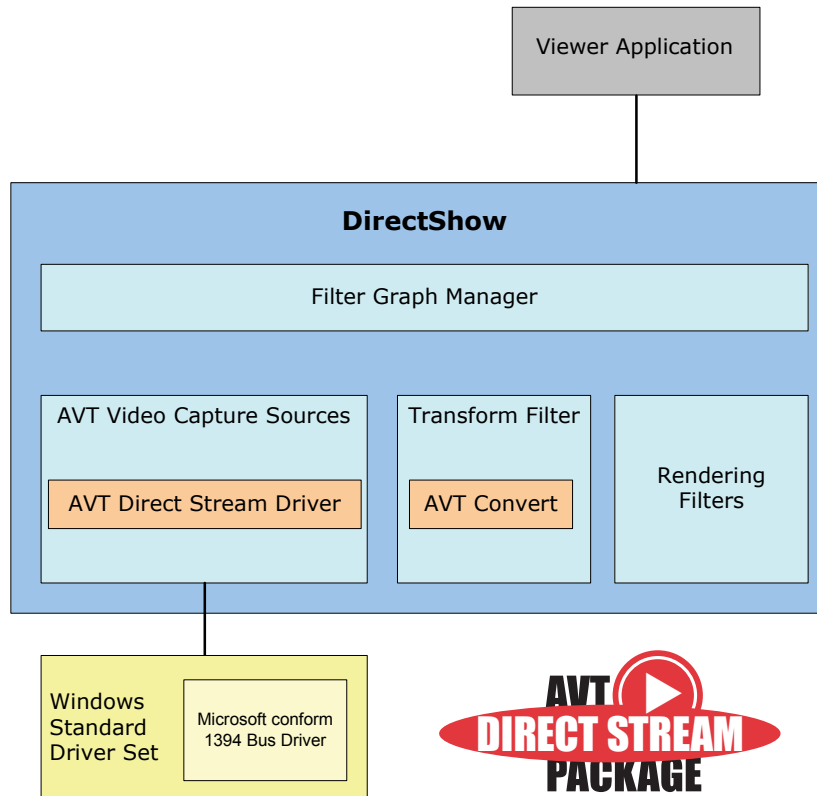 Viewer Application
DirectShow
Filter Graph Manager
AVT Video Capture Sources
AVT Direct Stream Driver
Transform Filter
AVT Convert
Rendering
Filters
Windows
Standard
Driver Set
Microsoft conform
1394 Bus Driver
AVT
DIRECT STREAM
PACKAGE